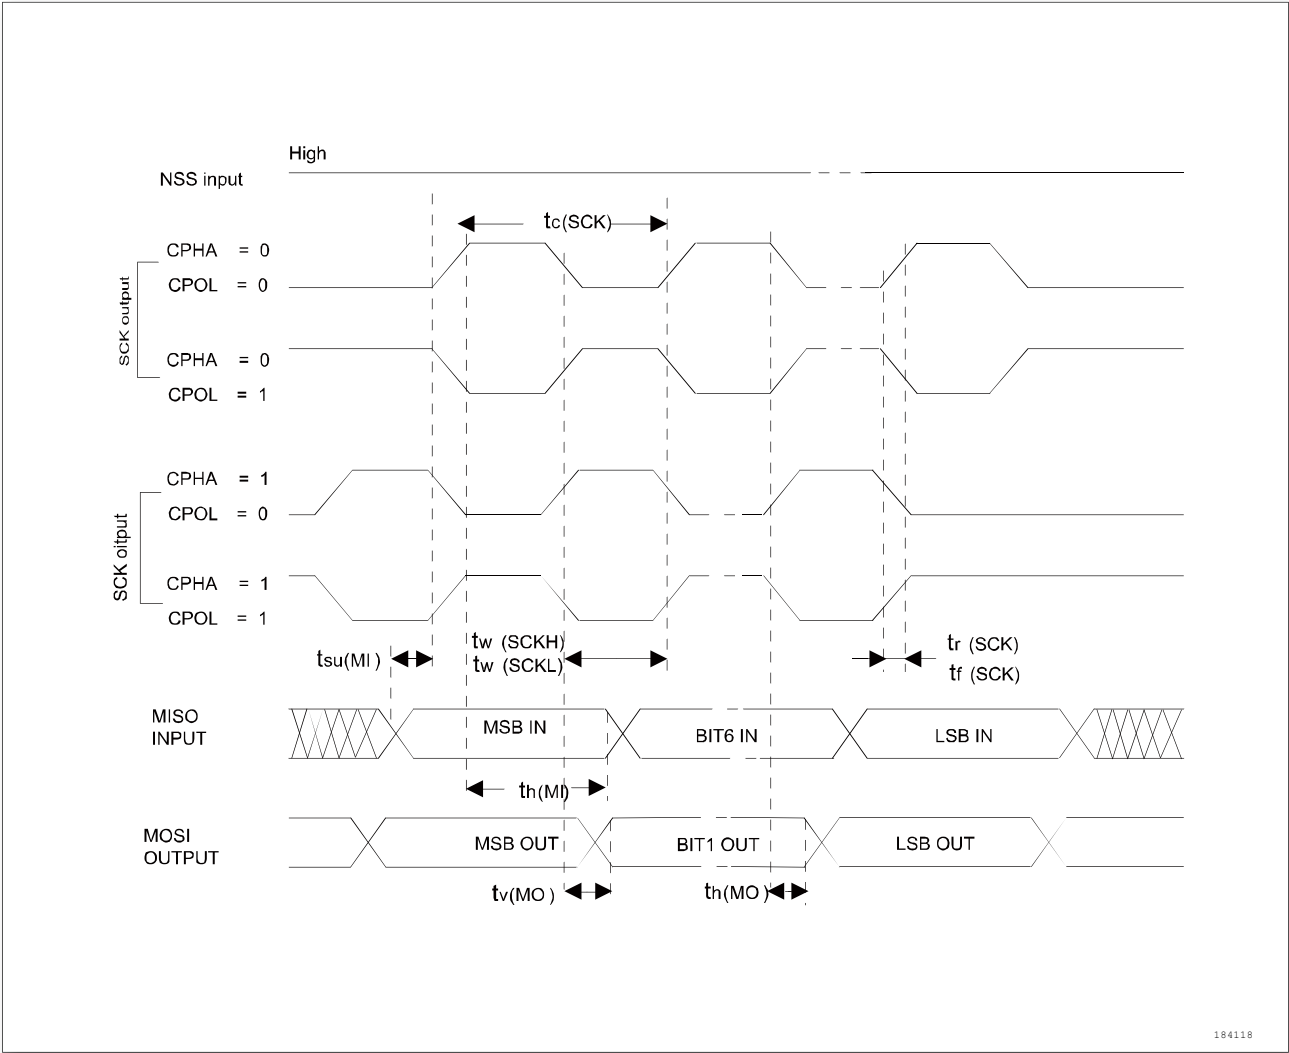 High
NSS input
tc(SCK)
CPHA = 0
CPOL = 0
SCK output
CPHA = 0
CPOL = 1
CPHA = 1
CPOL = 0
SCK oitput
CPHA = 1
CPOL = 1
tsu(MI)
tw (SCKH)
tw (SCKL)
tr (SCK)
tf (SCK)
MISO
INPUT
MSB IN
BIT6 IN
LSB IN
th(MI)
MOSI
OUTPUT
MSB OUT
BIT1 OUT
LSB OUT
tv(MO)
th(MO)
184118